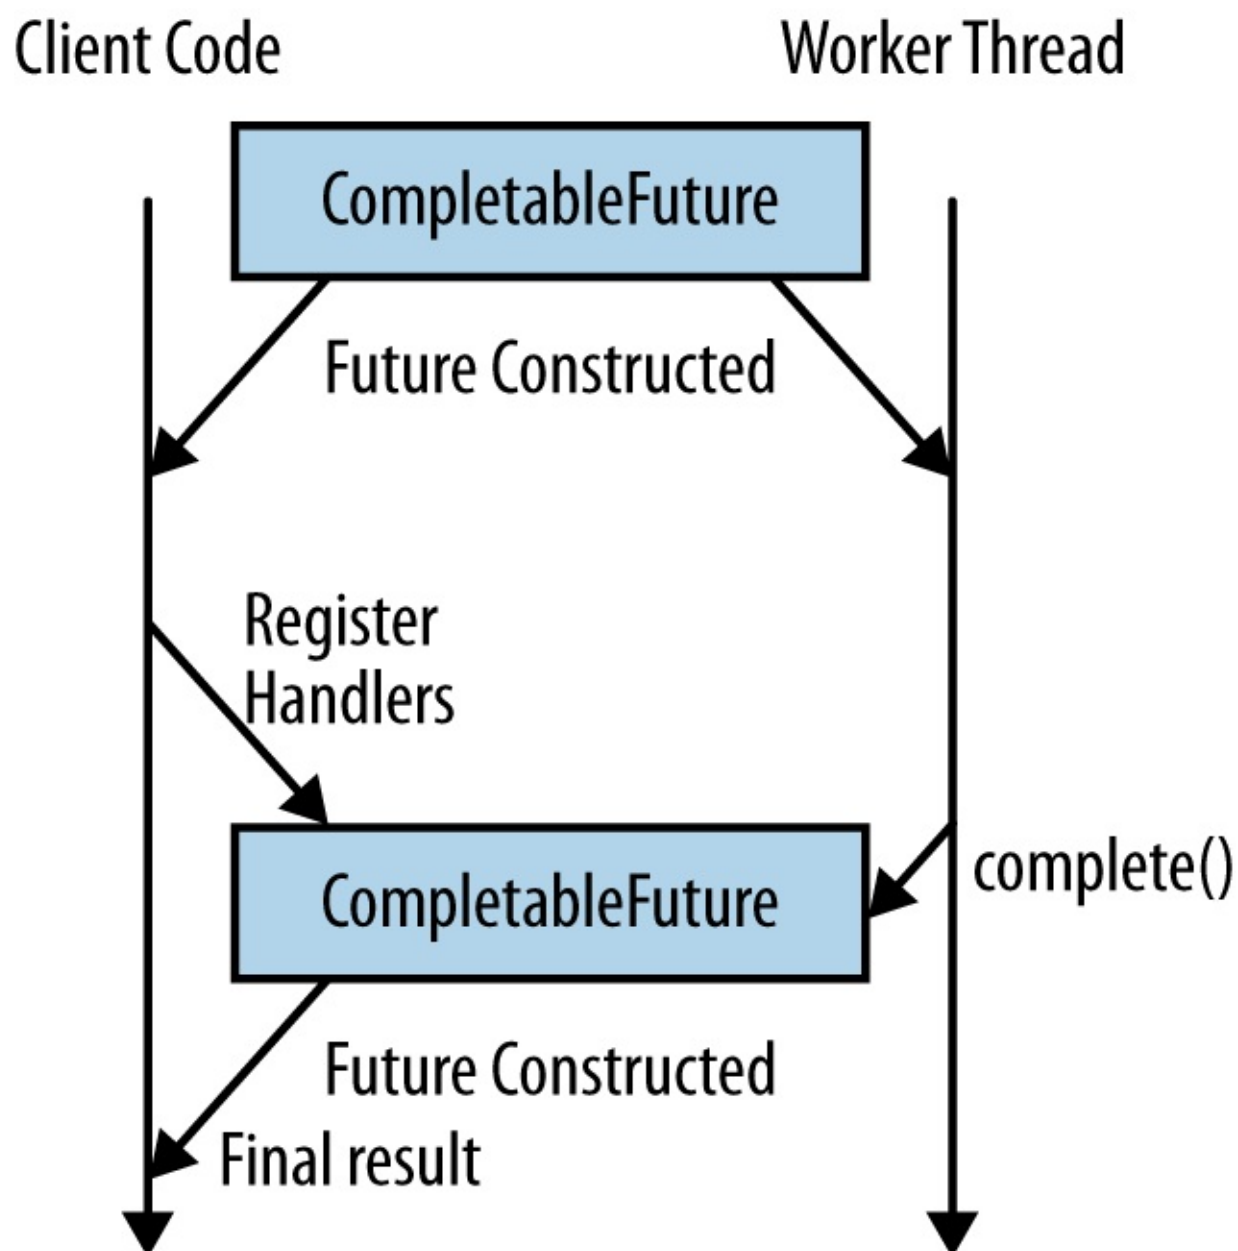 Client Code
Worker Thread
CompletableFuture
Future Constructed
Register
Handlers
CompletableFuture
complete()
Future Constructed
Final result